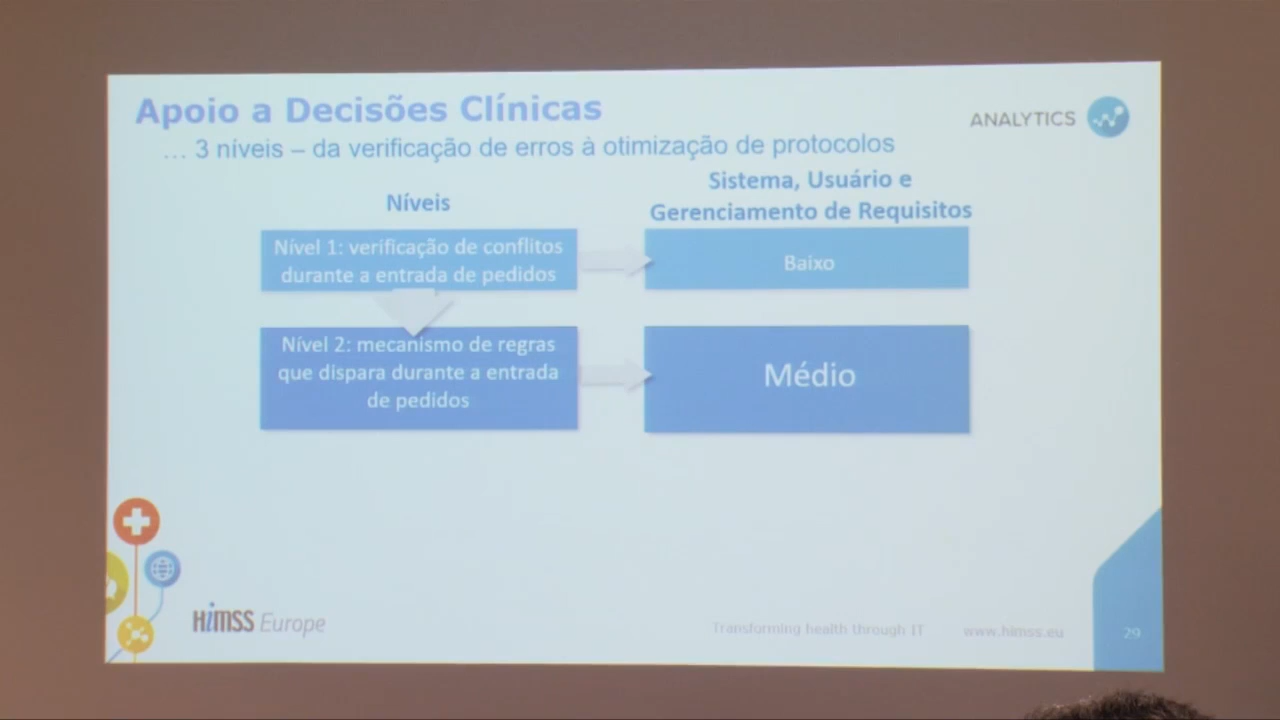 Apoio a Decisões Clínicas
ANALYTICS
... 3 níveis – da verificação de erros à otimização de protocolos
Níveis
Sistema, Usuário e
Gerenciamento de Requisitos
Nível 1: verificação de conflitos
durante a entrada de pedidos
Baixo
Nível 2: mecanismo de regras
que dispara durante a entrada
de pedidos
Médio
HiMSS Europe
Transforming health through IT
www.himss.eu
29